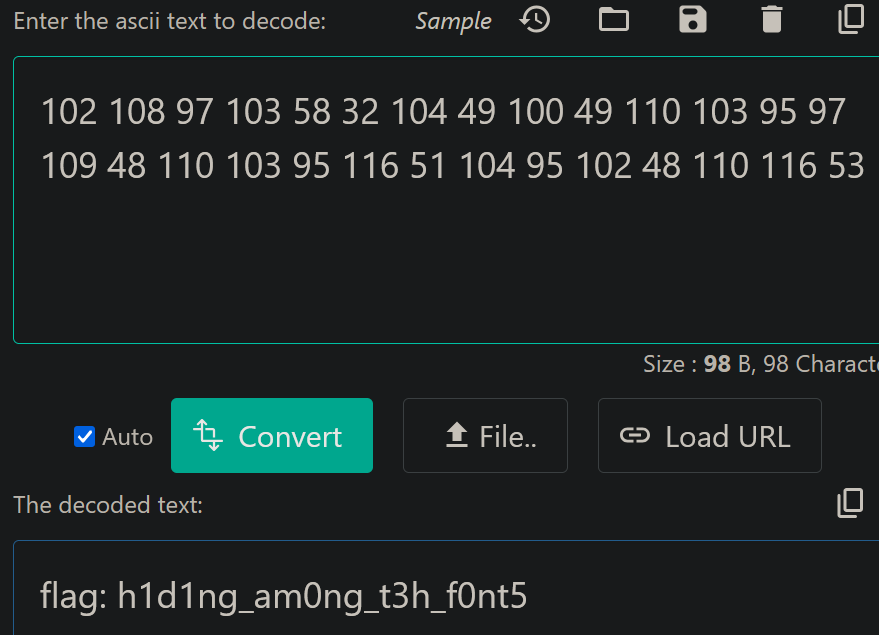 Enter the ascii text to decode: Sample
102 108 97 103 58 32 104 49 100 49 110 103 95 97
109 48 110 103 95 116 51 104 95 102 48 110 116 53
Size : 98 B, 98 Characte
Auto Convert File.. Load URL
The decoded text:
flag: h1d1ng_am0ng_t3h_f0nt5